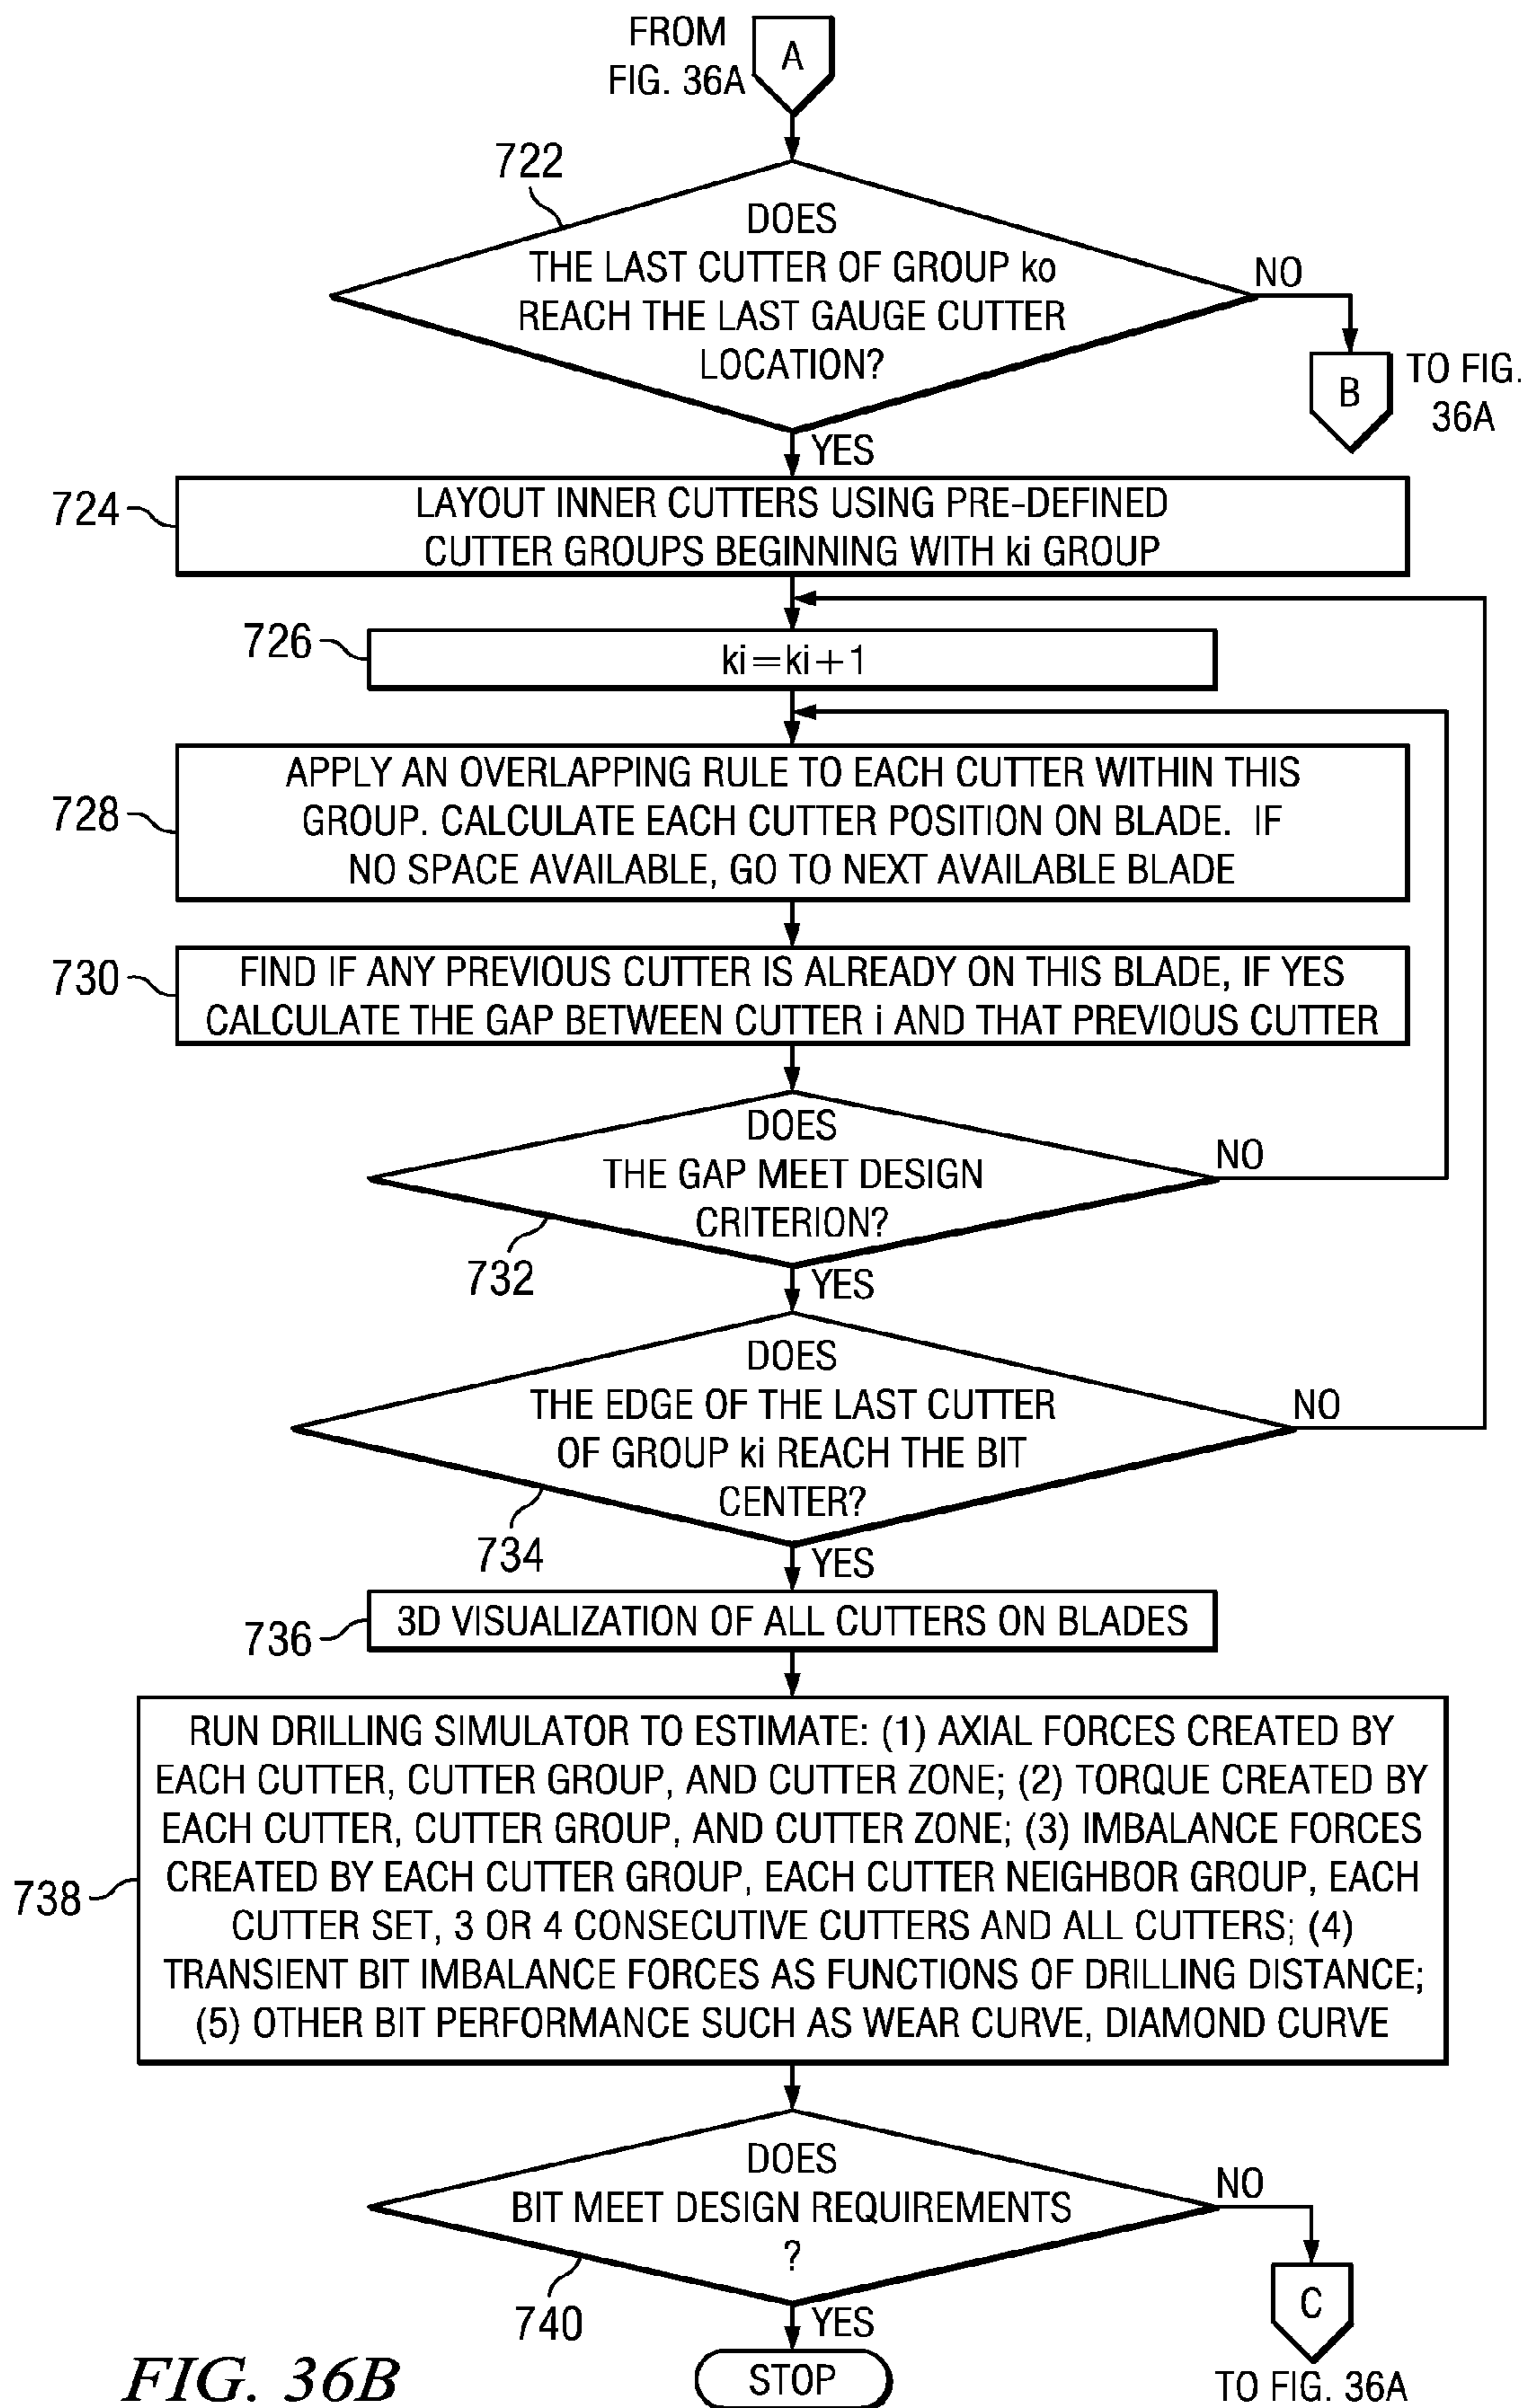 FROM
FIG. 36A
A
722
DOES
THE LAST CUTTER OF GROUP ko
REACH THE LAST GAUGE CUTTER
LOCATION?
NO
B
TO FIG.
36A
YES
724
LAYOUT INNER CUTTERS USING PRE-DEFINED
CUTTER GROUPS BEGINNING WITH ki GROUP
726
ki=ki+1
728
APPLY AN OVERLAPPING RULE TO EACH CUTTER WITHIN THIS
GROUP. CALCULATE EACH CUTTER POSITION ON BLADE. IF
NO SPACE AVAILABLE, GO TO NEXT AVAILABLE BLADE
730
FIND IF ANY PREVIOUS CUTTER IS ALREADY ON THIS BLADE, IF YES
CALCULATE THE GAP BETWEEN CUTTER i AND THAT PREVIOUS CUTTER
DOES
THE GAP MEET DESIGN
CRITERION?
NO
732
YES
DOES
THE EDGE OF THE LAST CUTTER
OF GROUP ki REACH THE BIT
CENTER?
NO
734
YES
736
3D VISUALIZATION OF ALL CUTTERS ON BLADES
738
RUN DRILLING SIMULATOR TO ESTIMATE: (1) AXIAL FORCES CREATED BY
EACH CUTTER, CUTTER GROUP, AND CUTTER ZONE; (2) TORQUE CREATED BY
EACH CUTTER, CUTTER GROUP, AND CUTTER ZONE; (3) IMBALANCE FORCES
CREATED BY EACH CUTTER GROUP, EACH CUTTER NEIGHBOR GROUP, EACH
CUTTER SET, 3 OR 4 CONSECUTIVE CUTTERS AND ALL CUTTERS; (4)
TRANSIENT BIT IMBALANCE FORCES AS FUNCTIONS OF DRILLING DISTANCE;
(5) OTHER BIT PERFORMANCE SUCH AS WEAR CURVE, DIAMOND CURVE
DOES
BIT MEET DESIGN REQUIREMENTS
?
NO
740
YES
C
TO FIG. 36A
STOP
FIG. 36B